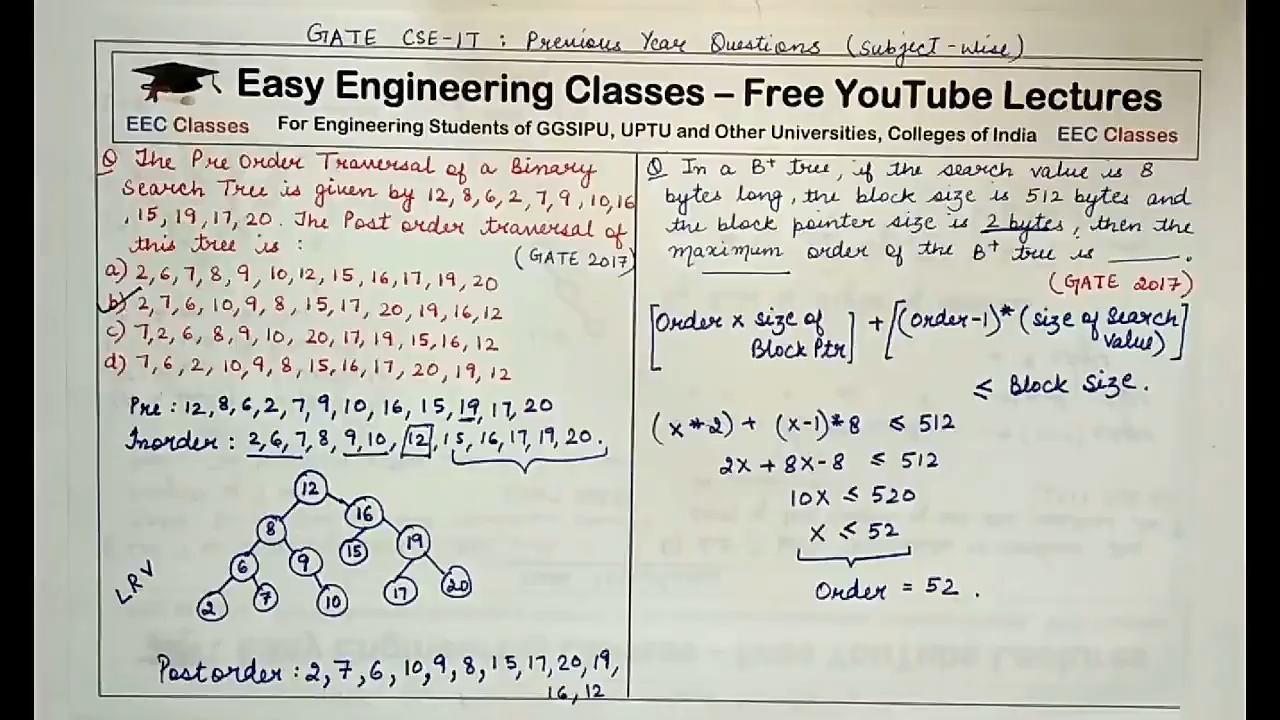 GATE CSE-IT : Previous Year Questions (Subject-wise)
Easy Engineering Classes – Free YouTube Lectures
EEC Classes For Engineering Students of GGSIPU, UPTU and Other Universities, Colleges of India EEC Classes
Q The Pre Order Traversal of a Binary
Search Tree is given by 12, 8, 6, 2, 7, 9, 10, 16
, 15, 19, 17, 20. The Post order traversal of
this tree is :
(GATE 2017)
a) 2, 6, 7, 8, 9, 10, 12, 15, 16, 17, 19, 20
b) 2, 7, 6, 10, 9, 8, 15, 17, 20, 19, 16, 12
c) 7, 2, 6, 8, 9, 10, 20, 17, 19, 15, 16, 12
d) 7, 6, 2, 10, 9, 8, 15, 16, 17, 20, 19, 12
Pre : 12, 8, 6, 2, 7, 9, 10, 16, 15, 19, 17, 20
Inorder : 2, 6, 7, 8, 9, 10, 12, 15, 16, 17, 19, 20.
12
8 16
6 9 15 19
2 7 10 17 20
LRV
Postorder : 2, 7, 6, 10, 9, 8, 15, 17, 20, 19,
16, 12
Q In a B+ tree, if the search value is 8
bytes long, the block size is 512 bytes and
the block pointer size is 2 bytes, then the
maximum order of the B+ tree is ____.
(GATE 2017)
[Order x size of Block Ptr] + [(order-1)* (size of Search value)]
≤ Block Size.
(x*2) + (x-1)*8 ≤ 512
2x + 8x-8 ≤ 512
10x ≤ 520
x ≤ 52
Order = 52.